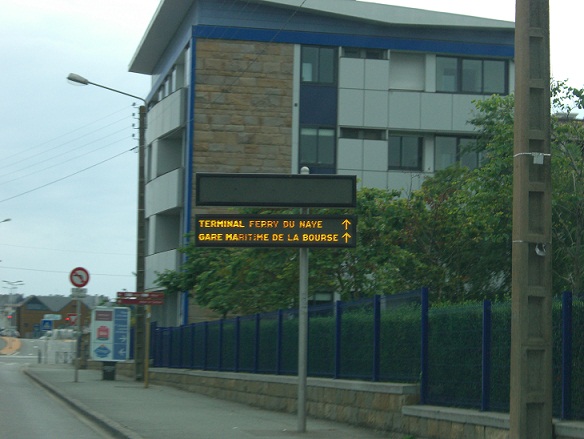 TERMINAL FERRY DU NAYE ↑
GARE MARITIME DE LA BOURSE ↑